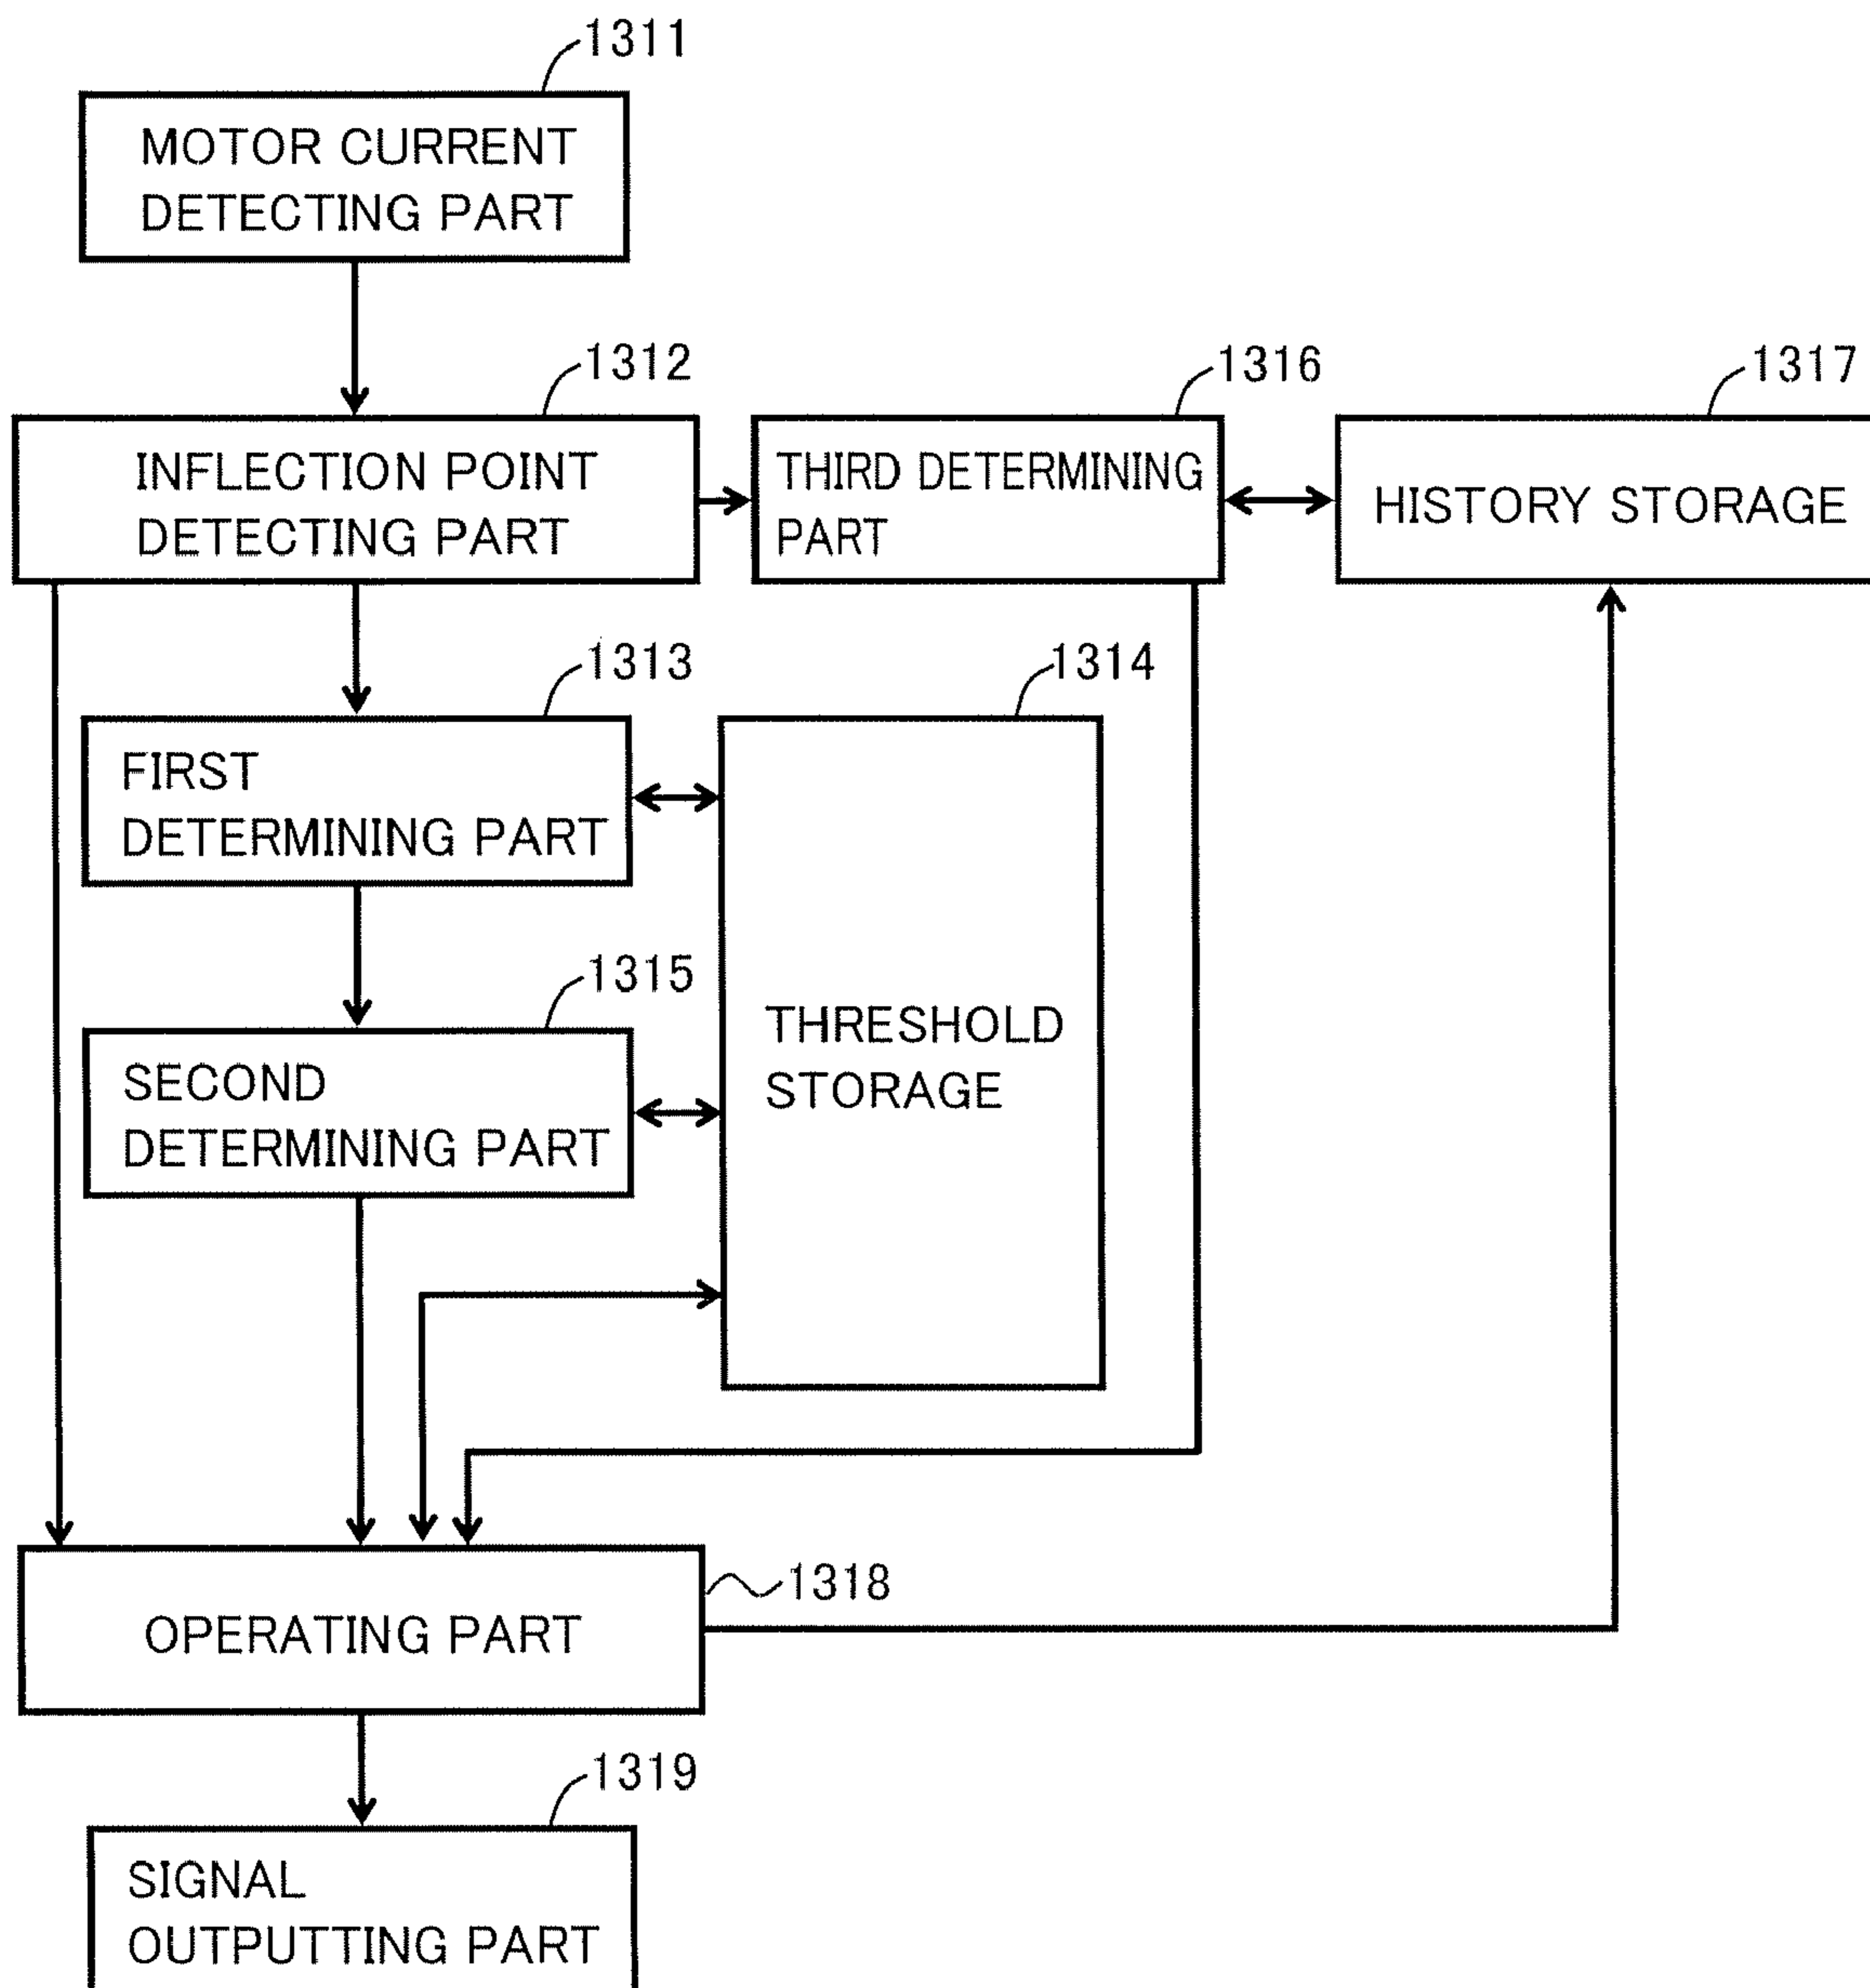 1311
MOTOR CURRENT
DETECTING PART
1312
INFLECTION POINT
DETECTING PART
1316
THIRD DETERMINING
PART
1317
HISTORY STORAGE
1313
FIRST
DETERMINING PART
1314
THRESHOLD
STORAGE
1315
SECOND
DETERMINING PART
1318
OPERATING PART
1319
SIGNAL
OUTPUTTING PART